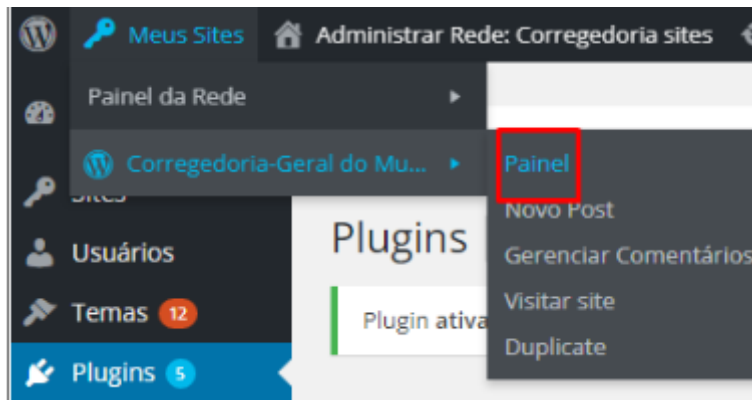 Meus Sites Administrar Rede: Corregedoria sites
Painel da Rede
Corregedoria-Geral do Mu...
Painel
Novo Post
Gerenciar Comentários
Visitar site
Duplicate
Sites
Usuários
Temas 12
Plugins 5
Plugins
Plugin ativa